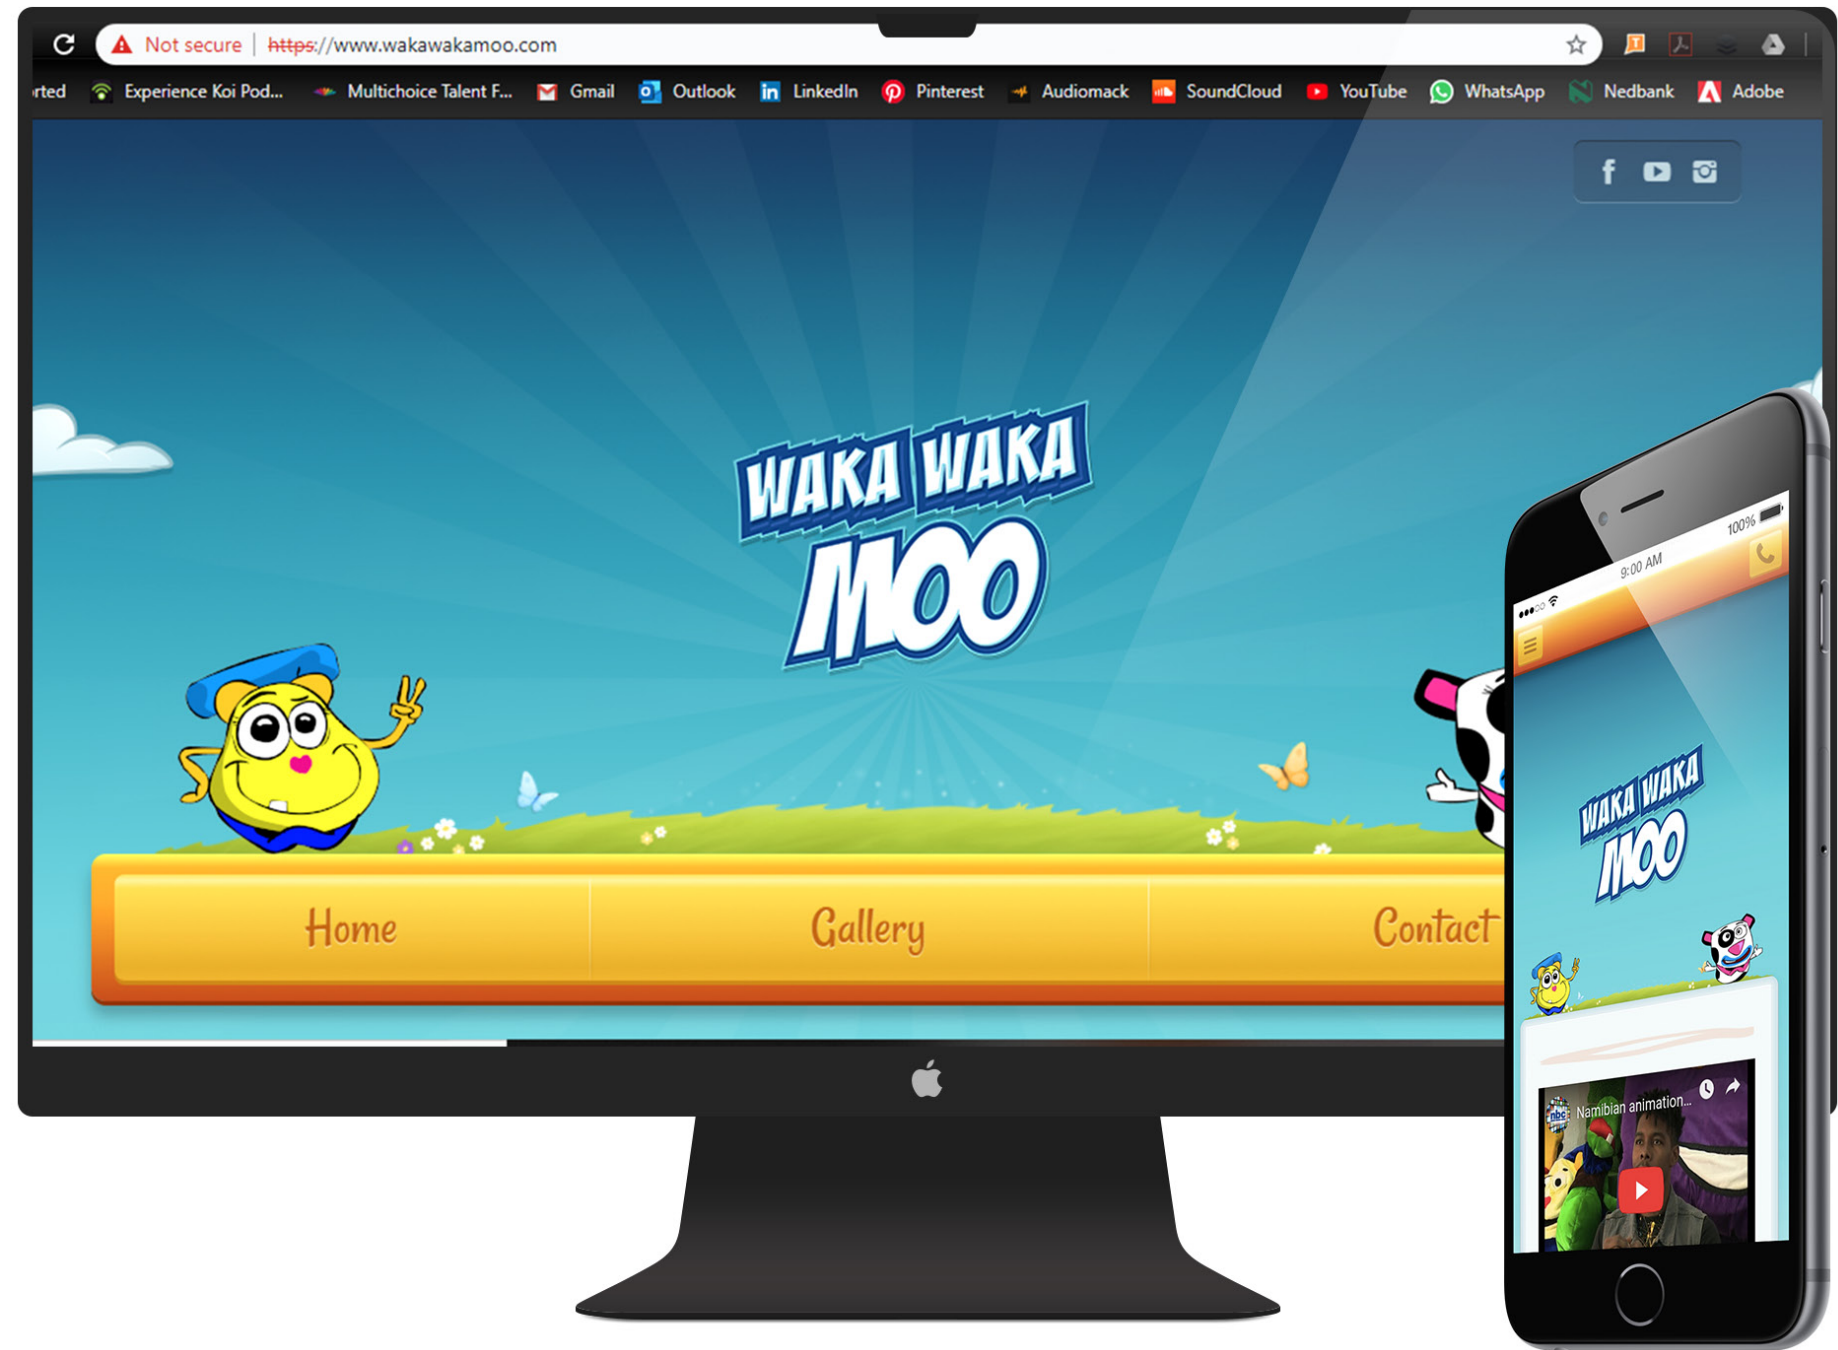 Not secure | https://www.wakawakamoo.com
rted Experience Koi Pod... Multichoice Talent F... Gmail Outlook LinkedIn Pinterest Audiomack SoundCloud YouTube WhatsApp Nedbank Adobe
WAKA WAKA
MOO
Home Gallery Contact
100%
9:00 AM
WAKA WAKA
MOO
nbc Namibian animation...